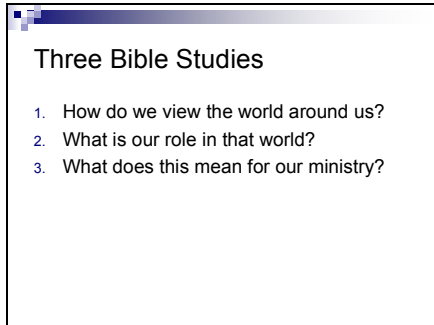 Three Bible Studies
1. How do we view the world around us?
2. What is our role in that world?
3. What does this mean for our ministry?